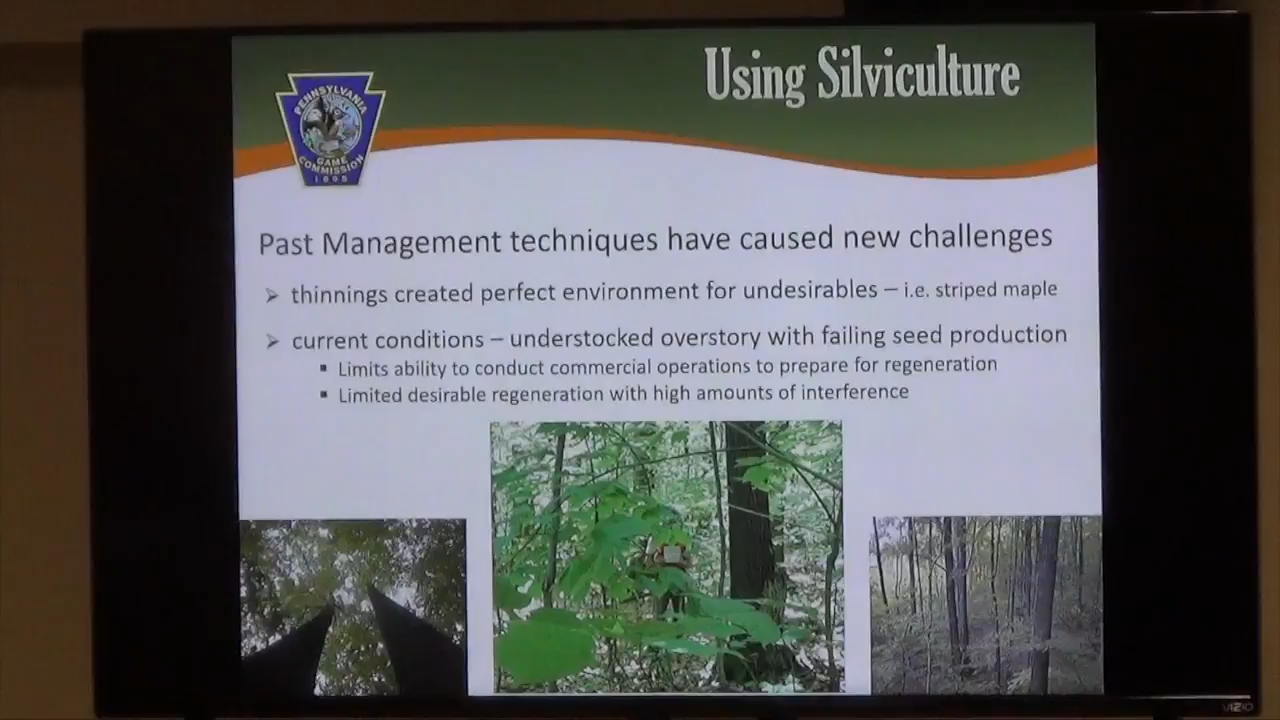 Using Silviculture
PENNSYLVANIA
GAME
COMMISSION
1895
Past Management techniques have caused new challenges
➢ thinnings created perfect environment for undesirables – i.e. striped maple
➢ current conditions – understocked overstory with failing seed production
▪ Limits ability to conduct commercial operations to prepare for regeneration
▪ Limited desirable regeneration with high amounts of interference
VIZIO